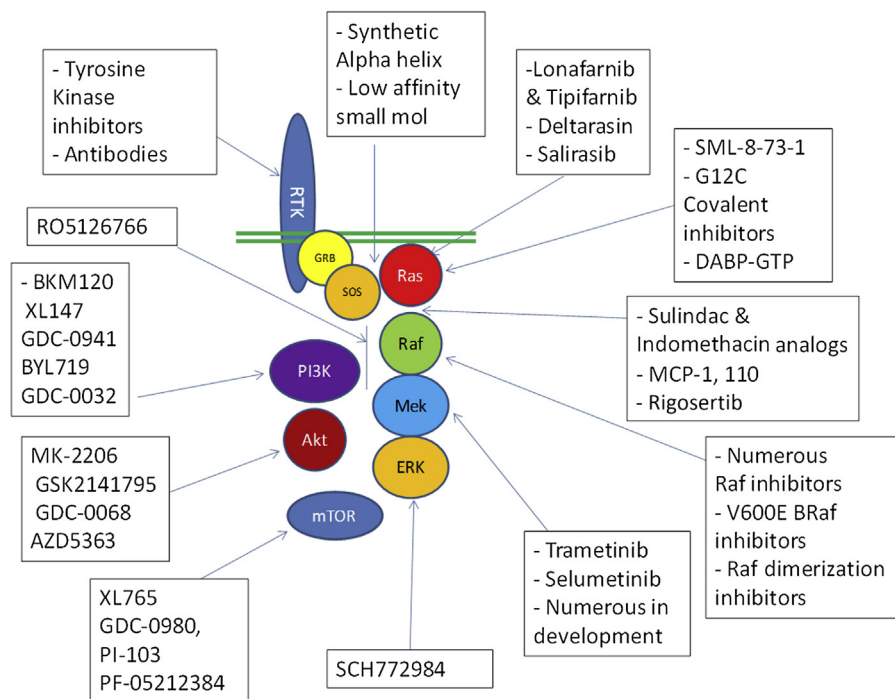 - Tyrosine
Kinase
inhibitors
- Antibodies
- Synthetic
Alpha helix
- Low affinity
small mol
-Lonafarnib
& Tipifarnib
- Deltarasin
- Salirasib
- SML-8-73-1
- G12C
Covalent
inhibitors
- DABP-GTP
RO5126766
RTK
GRB
SOS
Ras
- BKM120
XL147
GDC-0941
BYL719
GDC-0032
PI3K
Raf
Mek
Akt
ERK
mTOR
- Sulindac &
Indomethacin analogs
- MCP-1, 110
- Rigosertib
MK-2206
GSK2141795
GDC-0068
AZD5363
- Numerous
Raf inhibitors
- V600E BRaf
inhibitors
- Raf dimerization
inhibitors
- Trametinib
- Selumetinib
- Numerous in
development
XL765
GDC-0980,
PI-103
PF-05212384
SCH772984